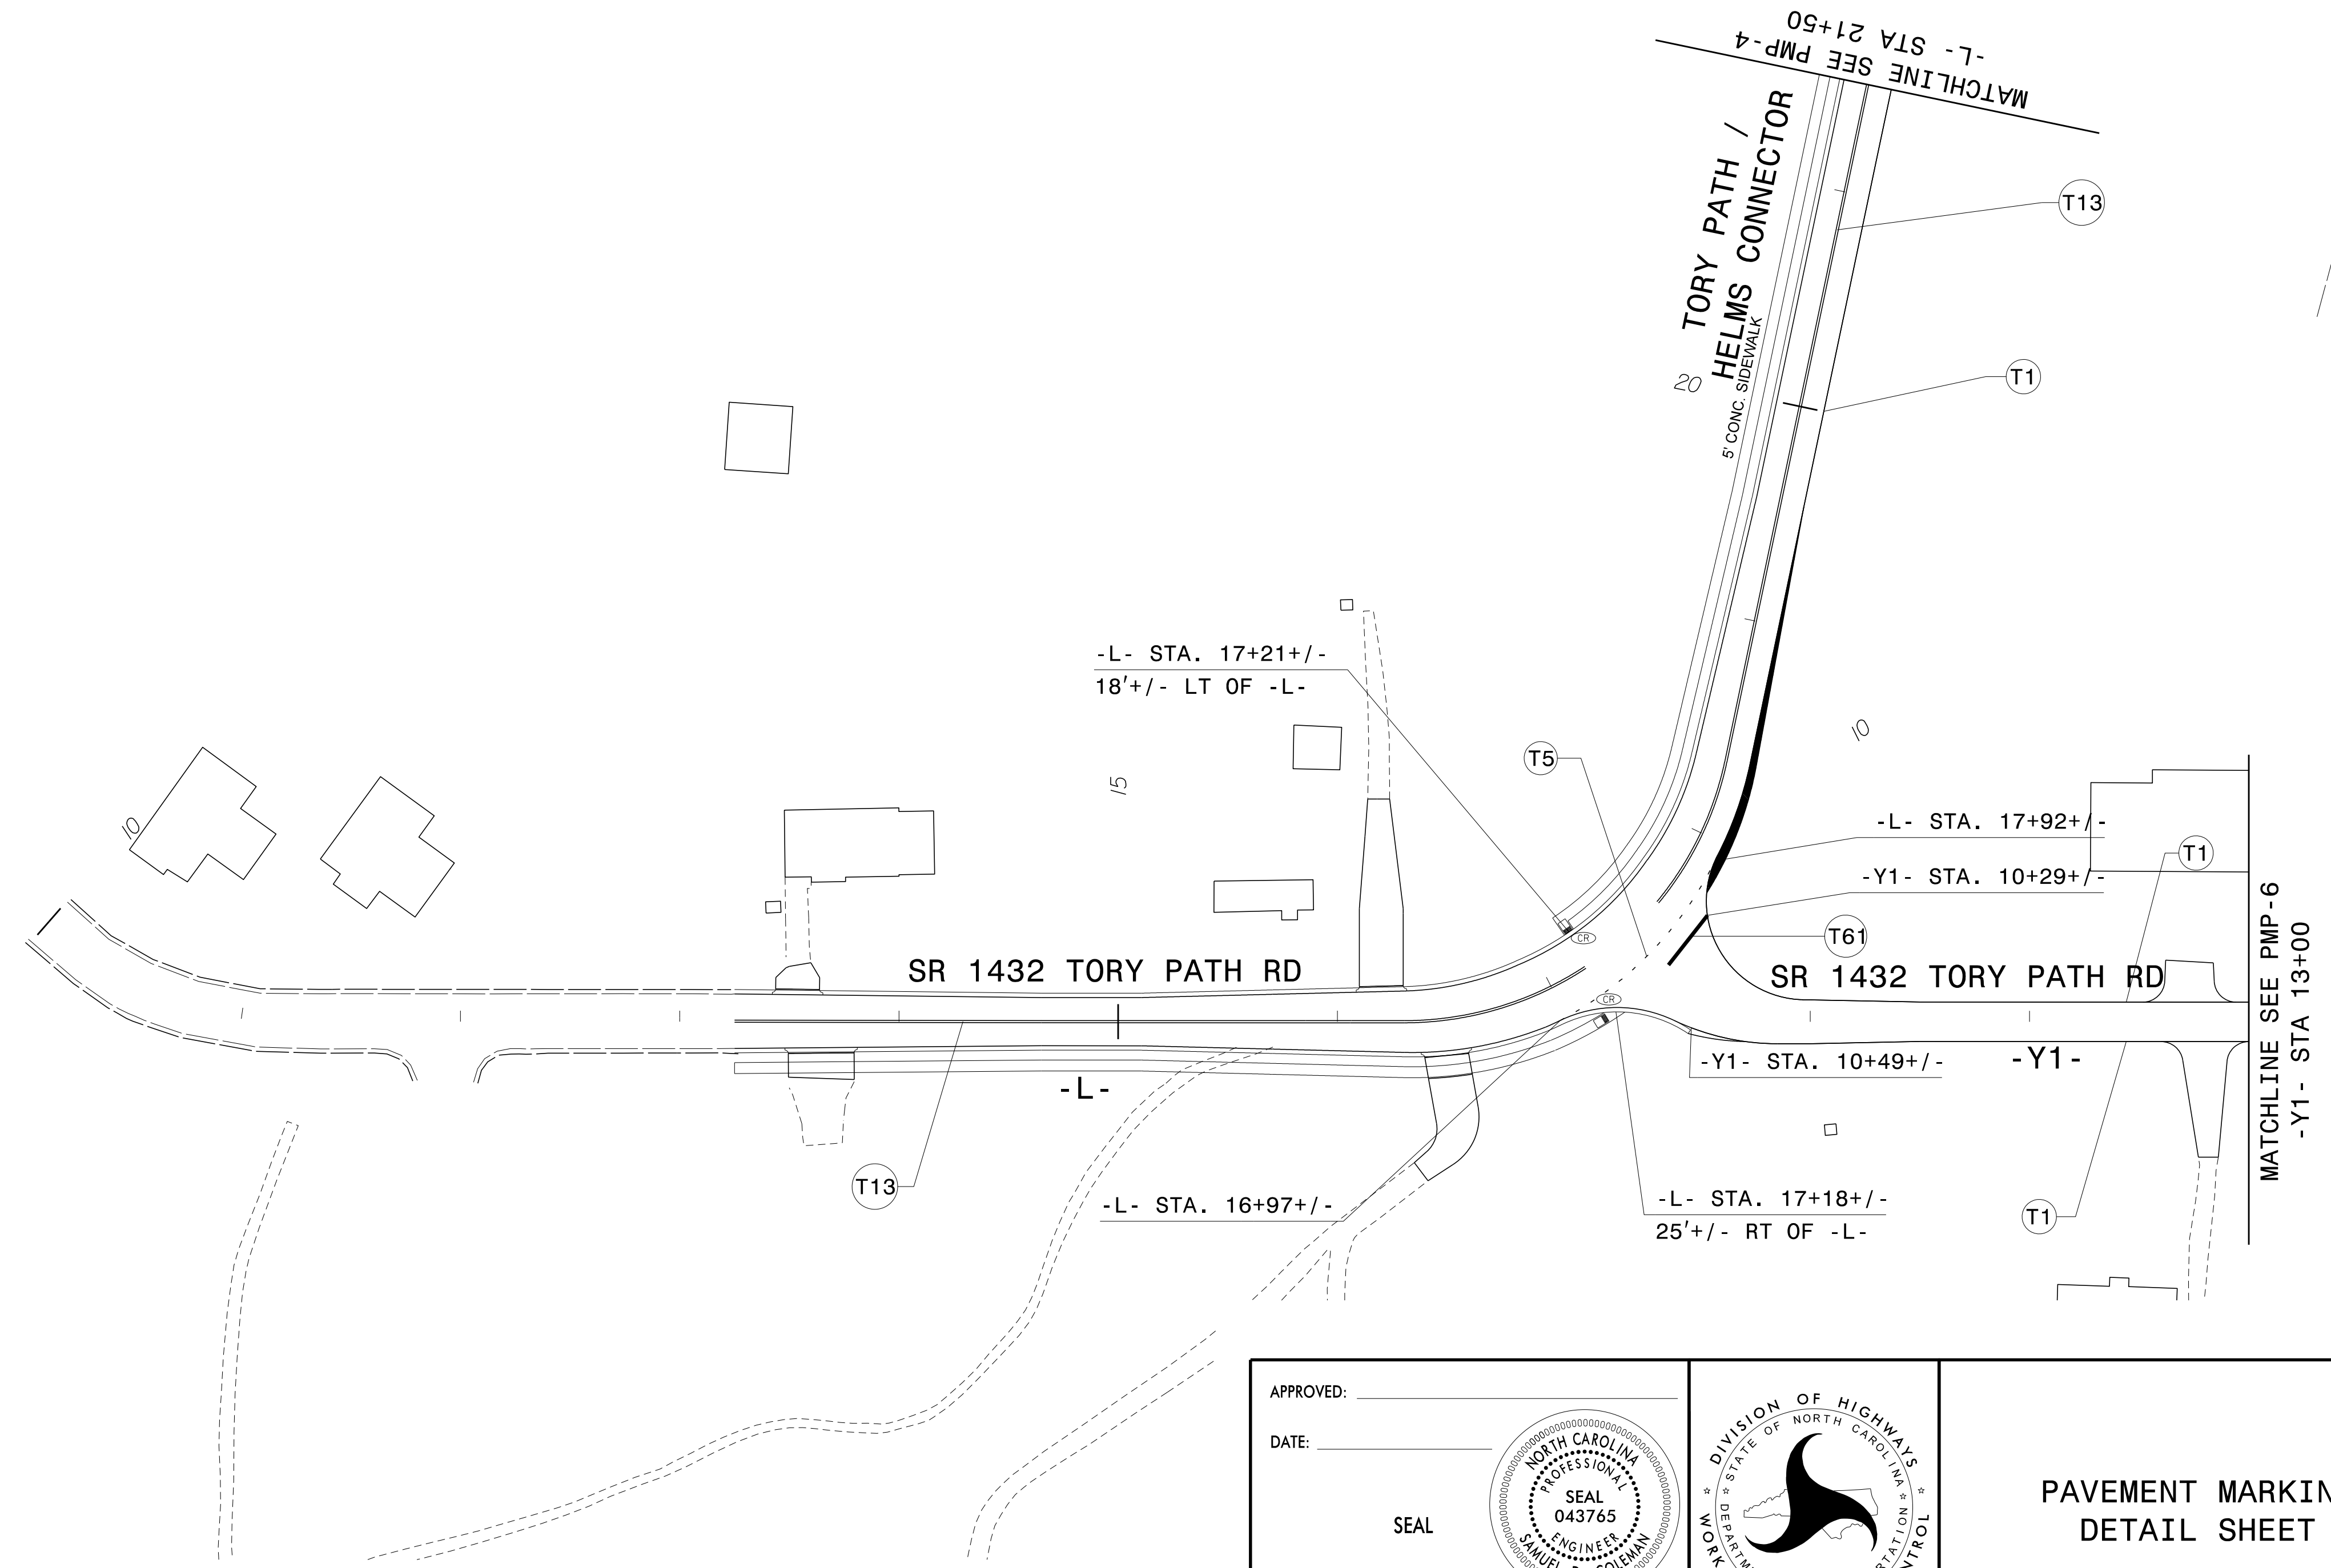 MATCHLINE SEE PMP-4
-L- STA 21+50
TORY PATH /
HELMS CONNECTOR
5' CONC. SIDEWALK
20
T13
T1
-L- STA. 17+21+/-
18'+/- LT OF -L-
T5
10
15
10
-L- STA. 17+92+/-
T1
-Y1- STA. 10+29+/-
T61
CR
SR 1432 TORY PATH RD
SR 1432 TORY PATH RD
CR
-Y1- STA. 10+49+/-
-Y1-
-L-
T13
-L- STA. 16+97+/-
-L- STA. 17+18+/-
25'+/- RT OF -L-
T1
MATCHLINE SEE PMP-6
-Y1- STA 13+00
APPROVED:
DATE:
SEAL
NORTH CAROLINA
PROFESSIONAL
SEAL
043765
ENGINEER
SAMUEL
COLEMAN
DIVISION OF HIGHWAYS
STATE OF NORTH CAROLINA
PAVEMENT MARKIN
DETAIL SHEET